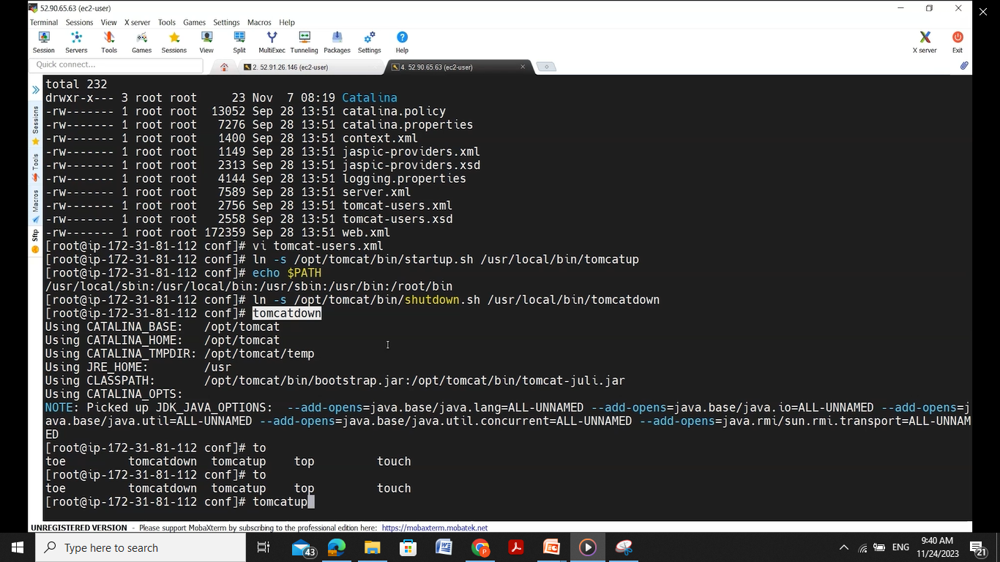 52.90.65.63 (ec2-user)
Terminal Sessions View X server Tools Games Settings Macros Help
Session Servers Tools Games Sessions View Split MultiExec Tunneling Packages Settings Help X server Exit
Quick connect... 2. 52.91.26.146 (ec2-user) 4. 52.90.65.63 (ec2-user)
Sessions
Tools
Macros
Sftp
total 232
drwxr-x--- 3 root root     23 Nov  7 08:19 Catalina
-rw------- 1 root root  13052 Sep 28 13:51 catalina.policy
-rw------- 1 root root   7276 Sep 28 13:51 catalina.properties
-rw------- 1 root root   1400 Sep 28 13:51 context.xml
-rw------- 1 root root   1149 Sep 28 13:51 jaspic-providers.xml
-rw------- 1 root root   2313 Sep 28 13:51 jaspic-providers.xsd
-rw------- 1 root root   4144 Sep 28 13:51 logging.properties
-rw------- 1 root root   7589 Sep 28 13:51 server.xml
-rw------- 1 root root   2756 Sep 28 13:51 tomcat-users.xml
-rw------- 1 root root   2558 Sep 28 13:51 tomcat-users.xsd
-rw------- 1 root root 172359 Sep 28 13:51 web.xml
[root@ip-172-31-81-112 conf]# vi tomcat-users.xml
[root@ip-172-31-81-112 conf]# ln -s /opt/tomcat/bin/startup.sh /usr/local/bin/tomcatup
[root@ip-172-31-81-112 conf]# echo $PATH
/usr/local/sbin:/usr/local/bin:/usr/sbin:/usr/bin:/root/bin
[root@ip-172-31-81-112 conf]# ln -s /opt/tomcat/bin/shutdown.sh /usr/local/bin/tomcatdown
[root@ip-172-31-81-112 conf]# tomcatdown
Using CATALINA_BASE:   /opt/tomcat
Using CATALINA_HOME:   /opt/tomcat
Using CATALINA_TMPDIR: /opt/tomcat/temp
Using JRE_HOME:        /usr
Using CLASSPATH:       /opt/tomcat/bin/bootstrap.jar:/opt/tomcat/bin/tomcat-juli.jar
Using CATALINA_OPTS:
NOTE: Picked up JDK_JAVA_OPTIONS:  --add-opens=java.base/java.lang=ALL-UNNAMED --add-opens=java.base/java.io=ALL-UNNAMED --add-opens=j
ava.base/java.util=ALL-UNNAMED --add-opens=java.base/java.util.concurrent=ALL-UNNAMED --add-opens=java.rmi/sun.rmi.transport=ALL-UNNAM
ED
[root@ip-172-31-81-112 conf]# to
toe         tomcatdown  tomcatup    top         touch
[root@ip-172-31-81-112 conf]# to
toe         tomcatdown  tomcatup    top         touch
[root@ip-172-31-81-112 conf]# tomcatup
UNREGISTERED VERSION - Please support MobaXterm by subscribing to the professional edition here: https://mobaxterm.mobatek.net
Type here to search 43 ENG 9:40 AM
11/24/2023 21